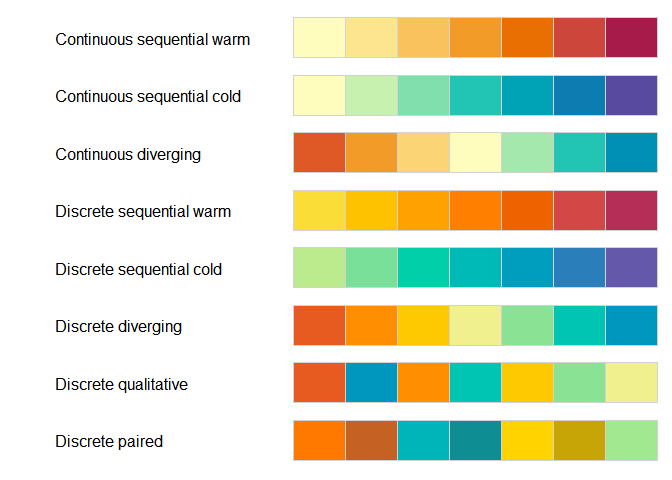 Continuous sequential warm
Continuous sequential cold
Continuous diverging
Discrete sequential warm
Discrete sequential cold
Discrete diverging
Discrete qualitative
Discrete paired